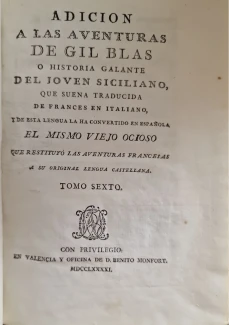 ADICION
A LAS AVENTURAS
DE GIL BLAS
O HISTORIA GALANTE
DEL JOVEN SICILIANO,
QUE SUENA TRADUCIDA
DE FRANCES EN ITALIANO,
Y DE ESTA LENGUA LA HA CONVERTIDO EN ESPAÑOLA
EL MISMO VIEJO OCIOSO
QUE RESTITUYÓ LAS AVENTURAS FRANCESAS
A SU ORIGINAL LENGUA CASTELLANA.
TOMO SEXTO.
CON PRIVILEGIO:
EN VALENCIA Y OFICINA DE D. BENITO MONFORT.
MDCCLXXXXI.